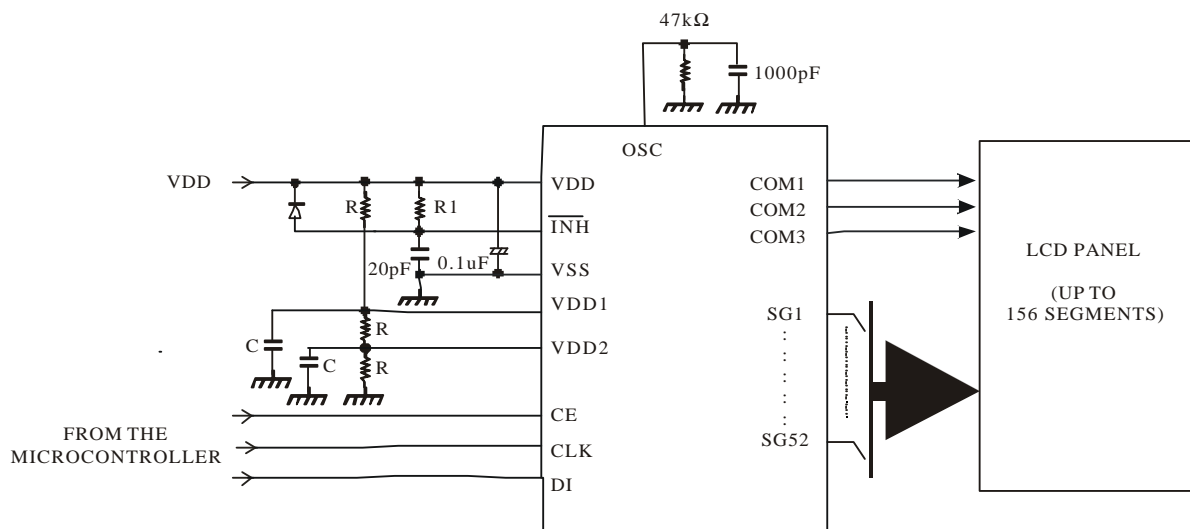 47kΩ
1000pF
OSC
VDD
VDD
COM1
R
R1
COM2
INH
COM3
20pF
0.1uF
VSS
LCD PANEL
VDD1
(UP TO
156 SEGMENTS)
SG1
R
C
VDD2
C
R
CE
FROM THE
MICROCONTROLLER
CLK
SG52
DI